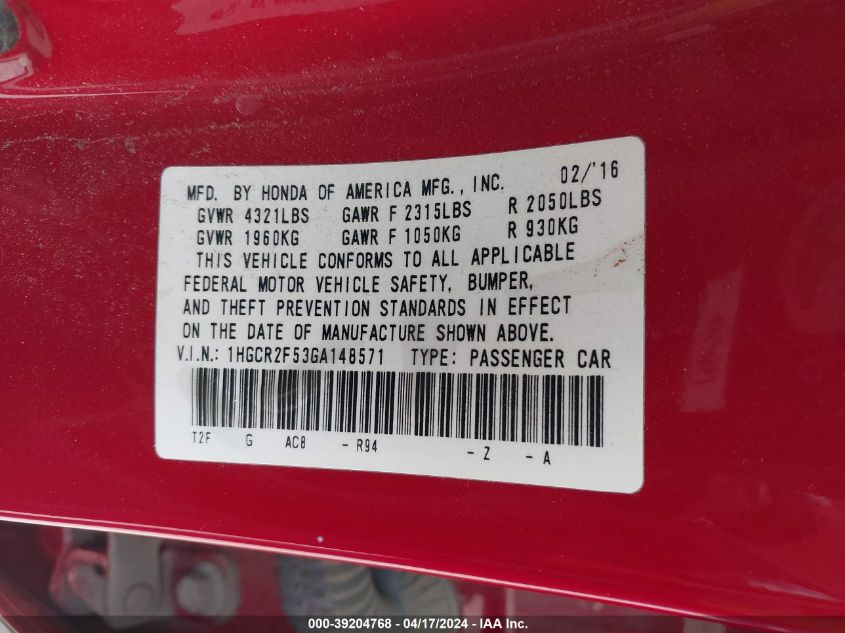 MFD. BY HONDA OF AMERICA MFG., INC. 02/'16
GVWR 4321LBS GAWR F 2315LBS R 2050LBS
GVWR 1960KG GAWR F 1050KG R 930KG
THIS VEHICLE CONFORMS TO ALL APPLICABLE
FEDERAL MOTOR VEHICLE SAFETY, BUMPER,
AND THEFT PREVENTION STANDARDS IN EFFECT
ON THE DATE OF MANUFACTURE SHOWN ABOVE.
V.I.N.: 1HGCR2F53GA148571 TYPE: PASSENGER CAR
T2F G AC8 - R94 - Z - A
000-39204768 - 04/17/2024 - IAA Inc.